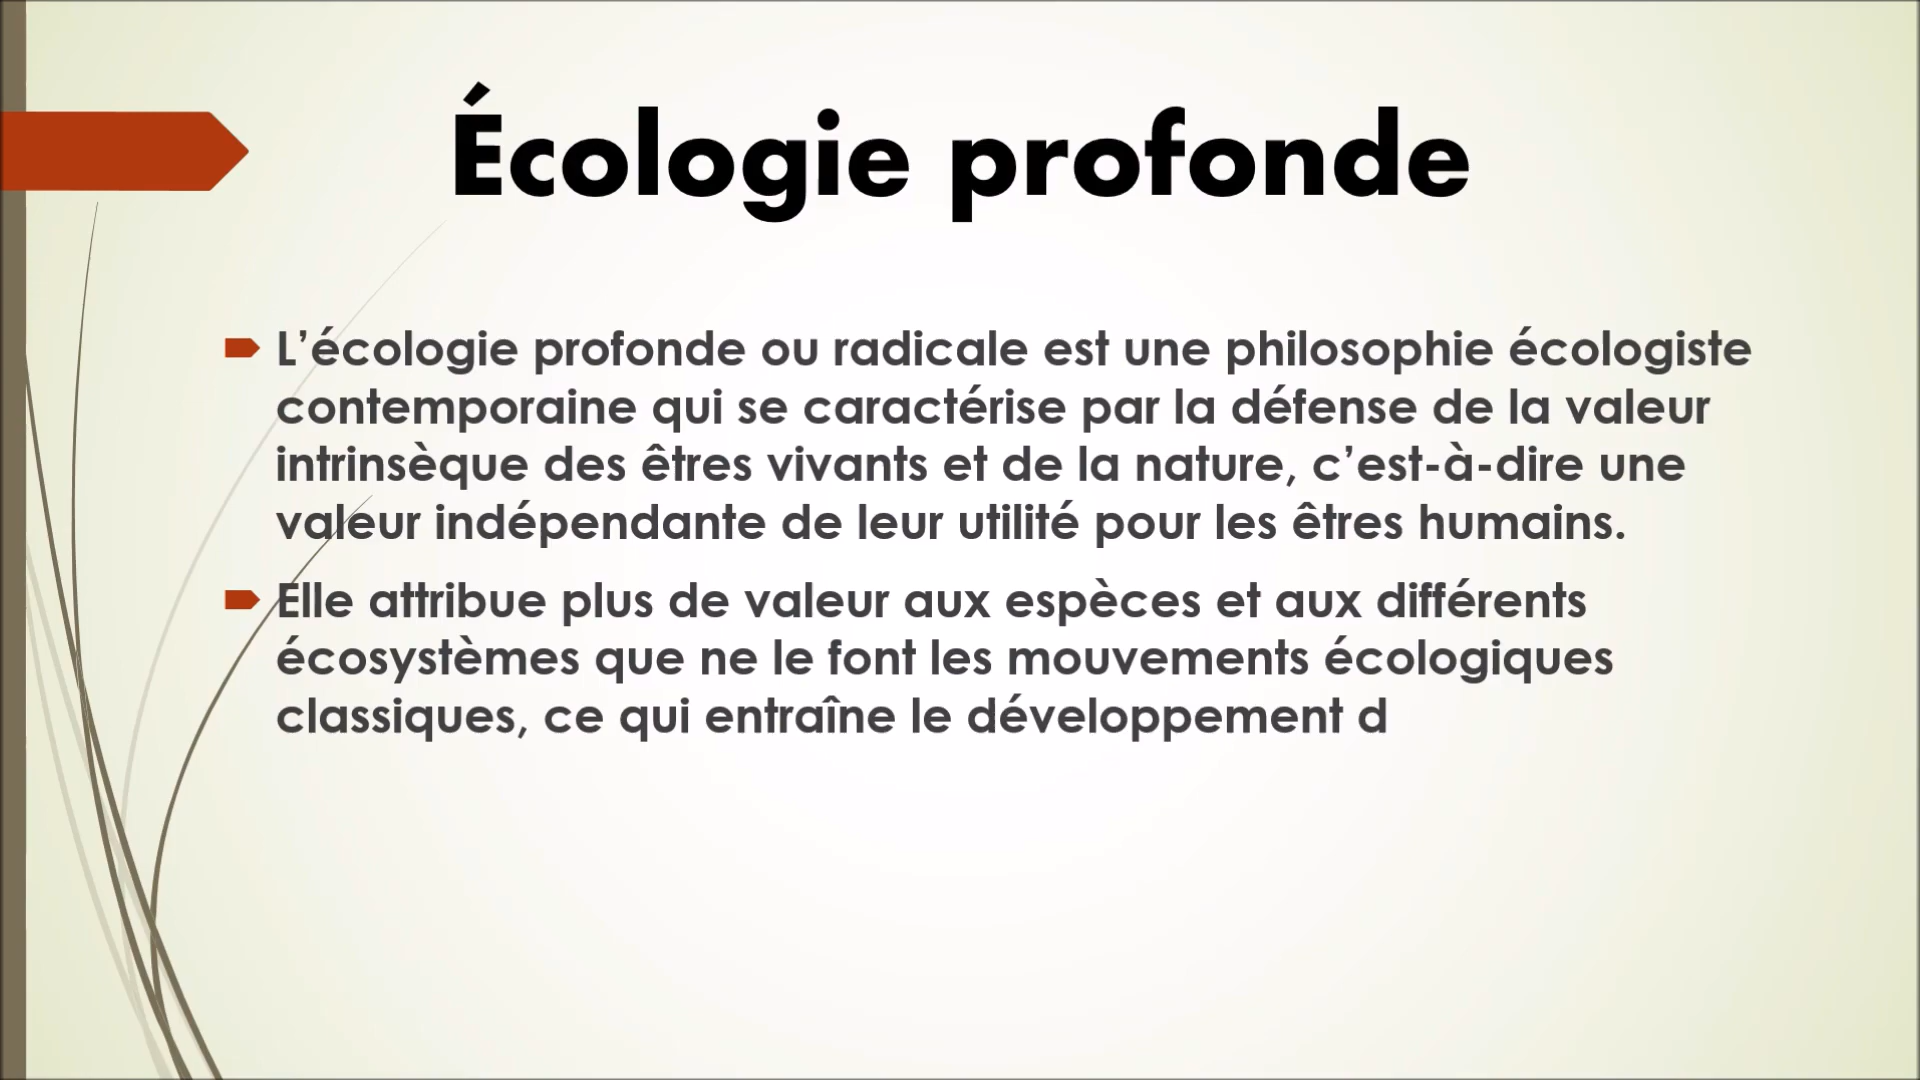 Écologie profonde
L’écologie profonde ou radicale est une philosophie écologiste
contemporaine qui se caractérise par la défense de la valeur
intrinsèque des êtres vivants et de la nature, c’est-à-dire une
valeur indépendante de leur utilité pour les êtres humains.
Elle attribue plus de valeur aux espèces et aux différents
écosystèmes que ne le font les mouvements écologiques
classiques, ce qui entraîne le développement d